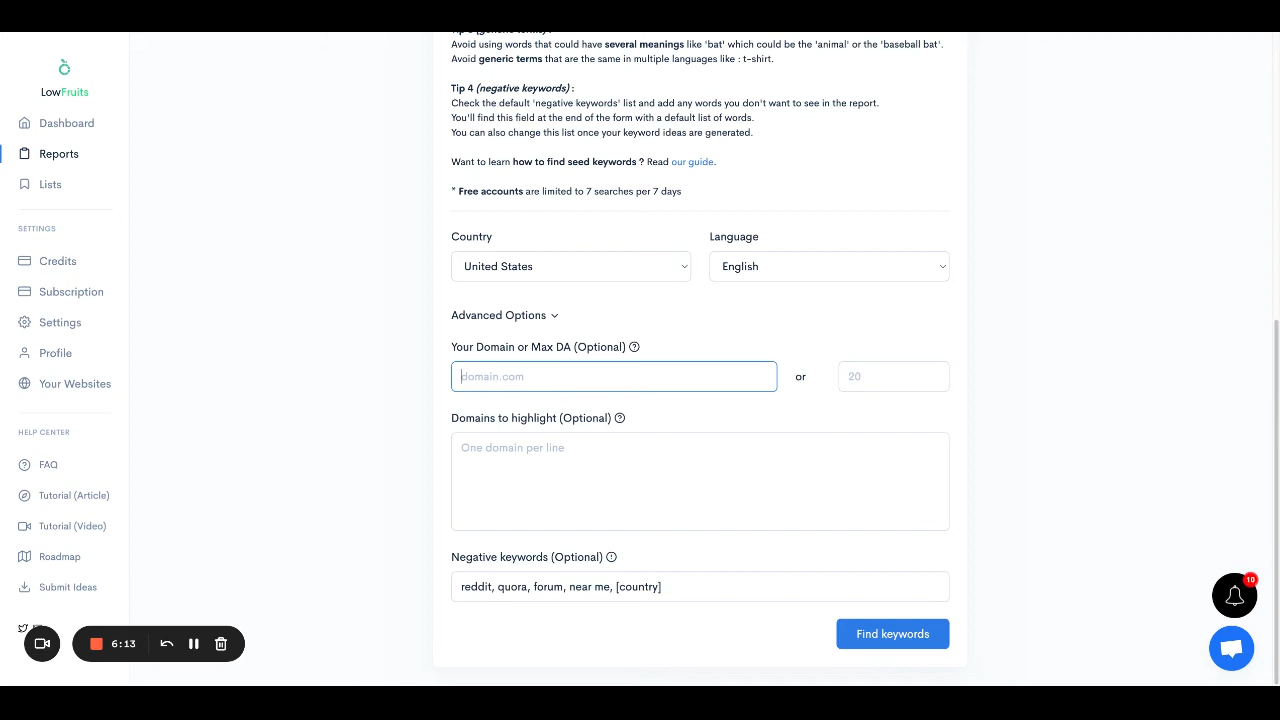 LowFruits
Dashboard
Reports
Lists
SETTINGS
Credits
Subscription
Settings
Profile
Your Websites
HELP CENTER
FAQ
Tutorial (Article)
Tutorial (Video)
Roadmap
Submit Ideas
6:13
Avoid using words that could have several meanings like 'bat' which could be the 'animal' or the 'baseball bat'.
Avoid generic terms that are the same in multiple languages like : t-shirt.
Tip 4 (negative keywords) :
Check the default 'negative keywords' list and add any words you don't want to see in the report.
You'll find this field at the end of the form with a default list of words.
You can also change this list once your keyword ideas are generated.
Want to learn how to find seed keywords ? Read our guide.
* Free accounts are limited to 7 searches per 7 days
Country
Language
United States
English
Advanced Options
Your Domain or Max DA (Optional)
domain.com
or
20
Domains to highlight (Optional)
One domain per line
Negative keywords (Optional)
reddit, quora, forum, near me, [country]
Find keywords
10